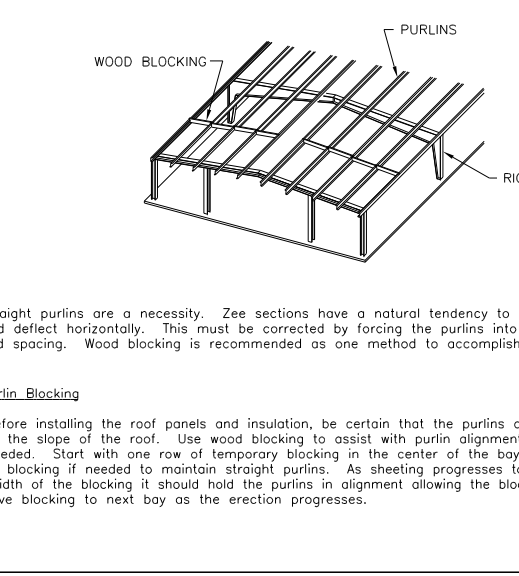 PURLINS
WOOD BLOCKING
RIG
aight purlins are a necessity. Zee sections have a natural tendency to
d deflect horizontally. This must be corrected by forcing the purlins into
d spacing. Wood blocking is recommended as one method to accomplish
rlin Blocking
efore installing the roof panels and insulation, be certain that the purlins
the slope of the roof. Use wood blocking to assist with purlin alignment
eeded. Start with one row of temporary blocking in the center of the bay
blocking if needed to maintain straight purlins. As sheeting progresses to
idth of the blocking it should hold the purlins in alignment allowing the bloc
ve blocking to next bay as the erection progresses.